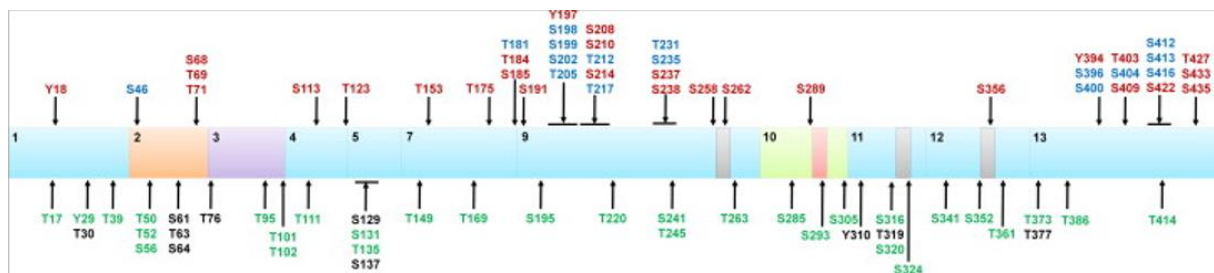 Y18
S46
S68
T69
T71
S113
T123
T153
T175
T181
T184
S185
S191
Y197
S198
S199
S202
T205
S208
S210
T212
S214
T217
T231
S235
S237
S238
S258
S262
S289
S356
Y394
S396
S400
T403
S404
S409
S412
S413
S416
S422
T427
S433
S435
1
2
3
4
5
7
9
10
11
12
13
T17
Y29
T30
T39
T50
T52
S56
S61
T63
S64
T76
T95
T101
T102
T111
S129
S131
T135
S137
T149
T169
S195
T220
S241
T245
T263
S285
S293
S305
Y310
S316
T319
S320
S324
S341
S352
T361
T373
T377
T386
T414